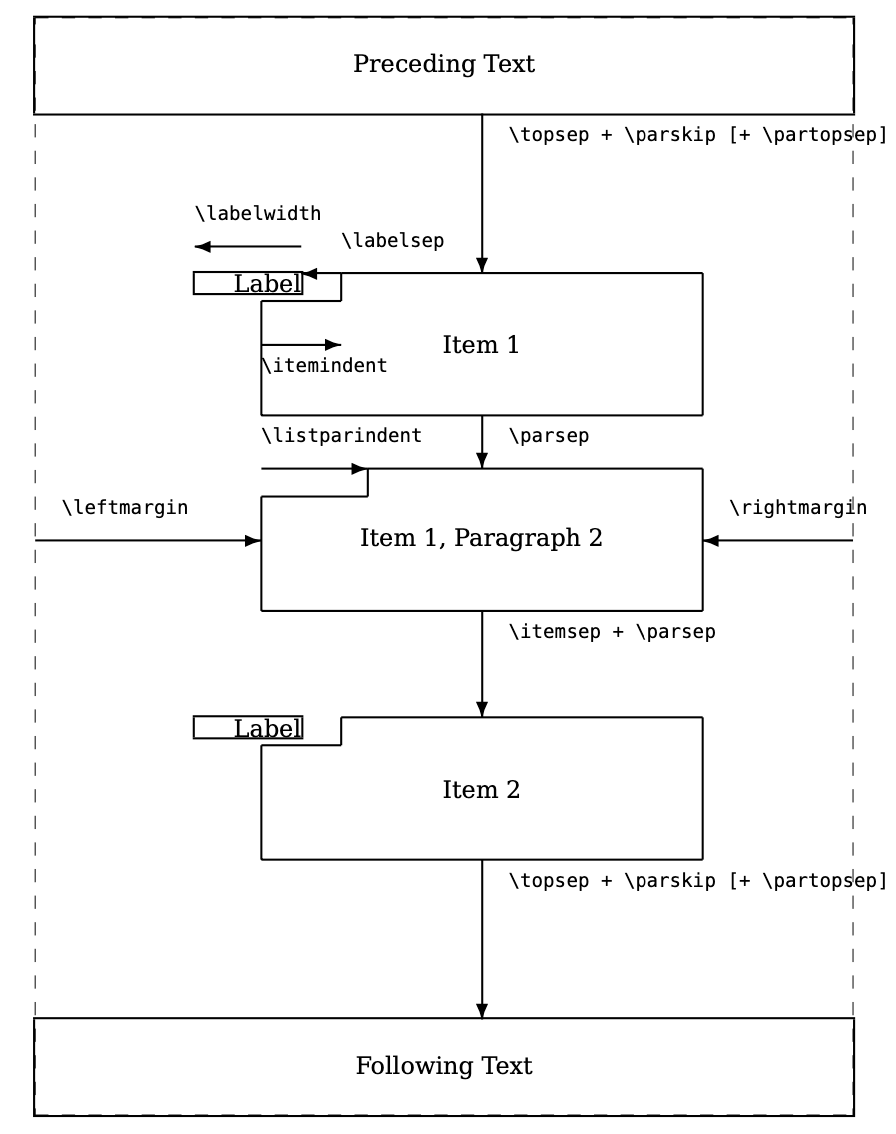 Preceding Text
\topsep + \parskip [+ \partopsep]
\labelwidth
\labelsep
Label
Item 1
\itemindent
\listparindent
\parsep
\leftmargin
\rightmargin
Item 1, Paragraph 2
\itemsep + \parsep
Label
Item 2
\topsep + \parskip [+ \partopsep]
Following Text